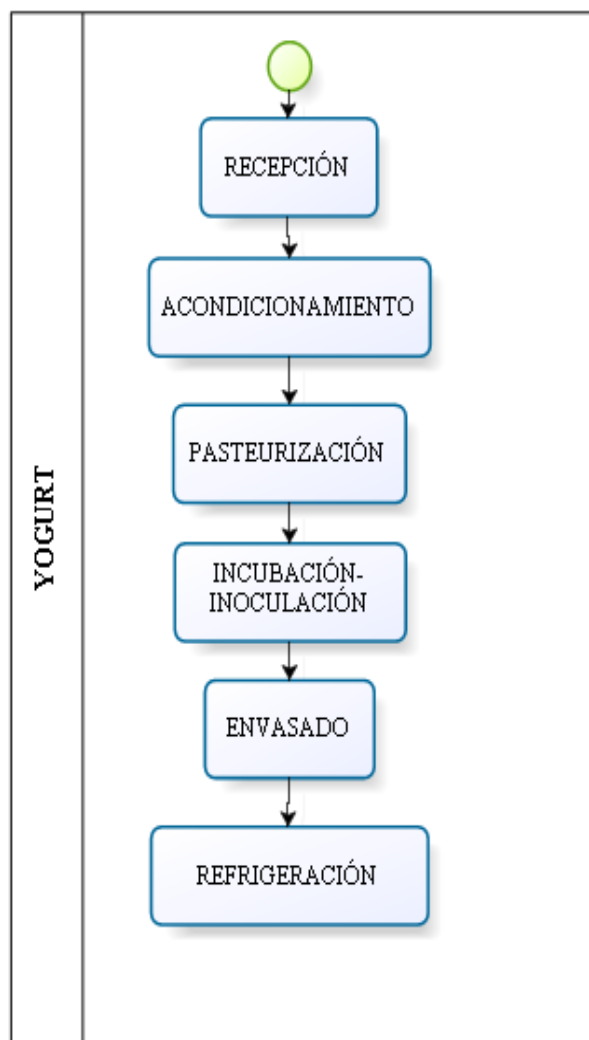 YOGURT
RECEPCIÓN
ACONDICIONAMIENTO
PASTEURIZACIÓN
INCUBACIÓN-
INOCULACIÓN
ENVASADO
REFRIGERACIÓN